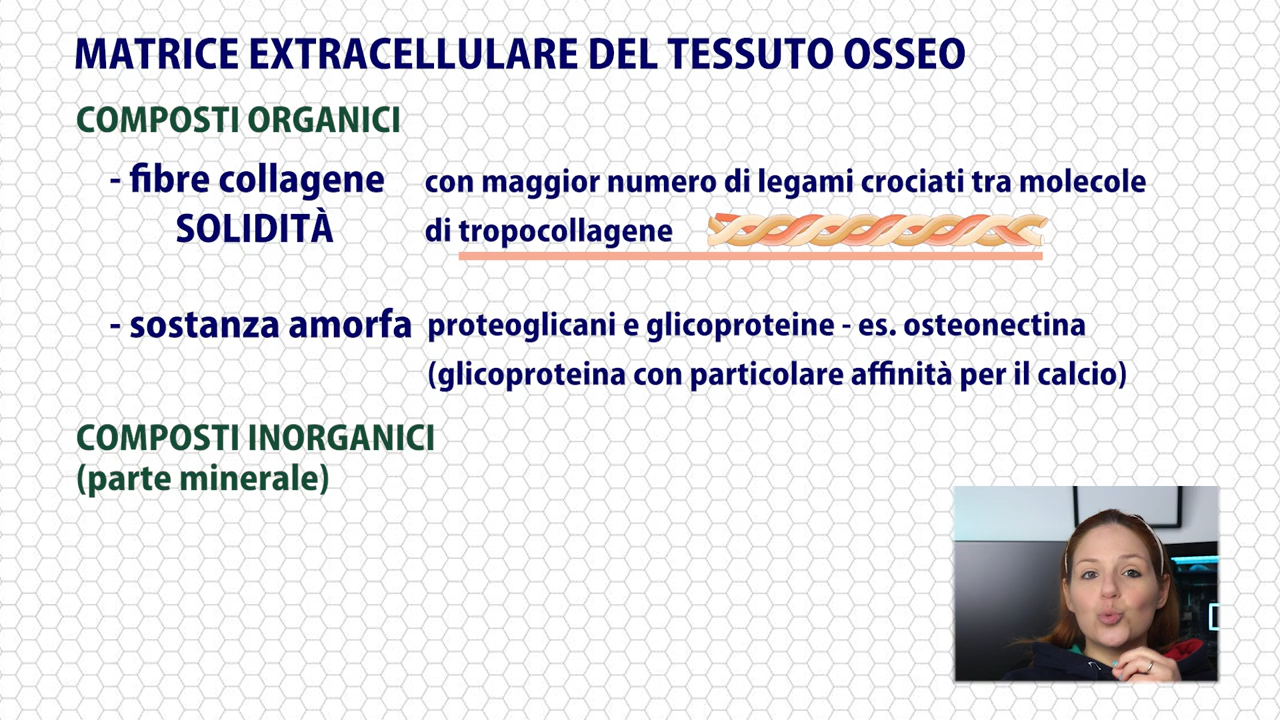 MATRICE EXTRACELLULARE DEL TESSUTO OSSEO
COMPOSTI ORGANICI
- fibre collagene con maggior numero di legami crociati tra molecole
SOLIDITÀ di tropocollagene
- sostanza amorfa proteoglicani e glicoproteine - es. osteonectina
(glicoproteina con particolare affinità per il calcio)
COMPOSTI INORGANICI
(parte minerale)